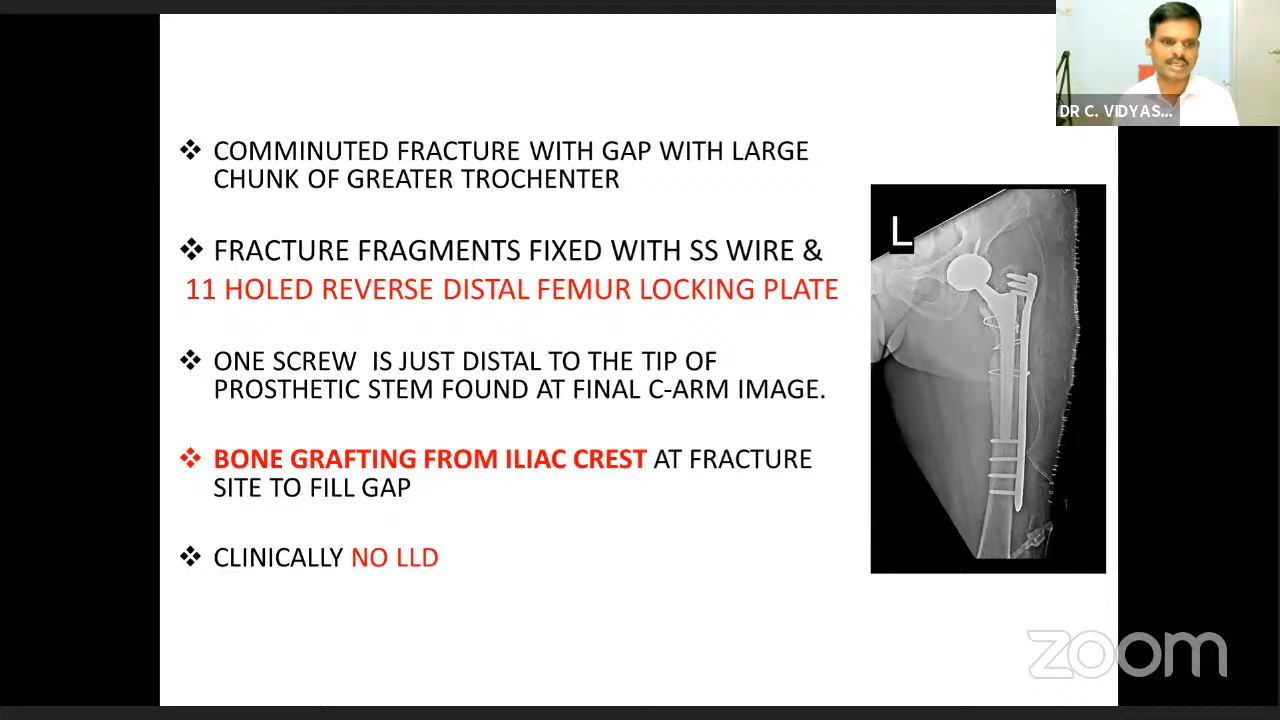 DR C. VIDYAS...
❖ COMMINUTED FRACTURE WITH GAP WITH LARGE
CHUNK OF GREATER TROCHENTER
❖ FRACTURE FRAGMENTS FIXED WITH SS WIRE &
11 HOLED REVERSE DISTAL FEMUR LOCKING PLATE
❖ ONE SCREW IS JUST DISTAL TO THE TIP OF
PROSTHETIC STEM FOUND AT FINAL C-ARM IMAGE.
❖ BONE GRAFTING FROM ILIAC CREST AT FRACTURE
SITE TO FILL GAP
❖ CLINICALLY NO LLD
L
zoom